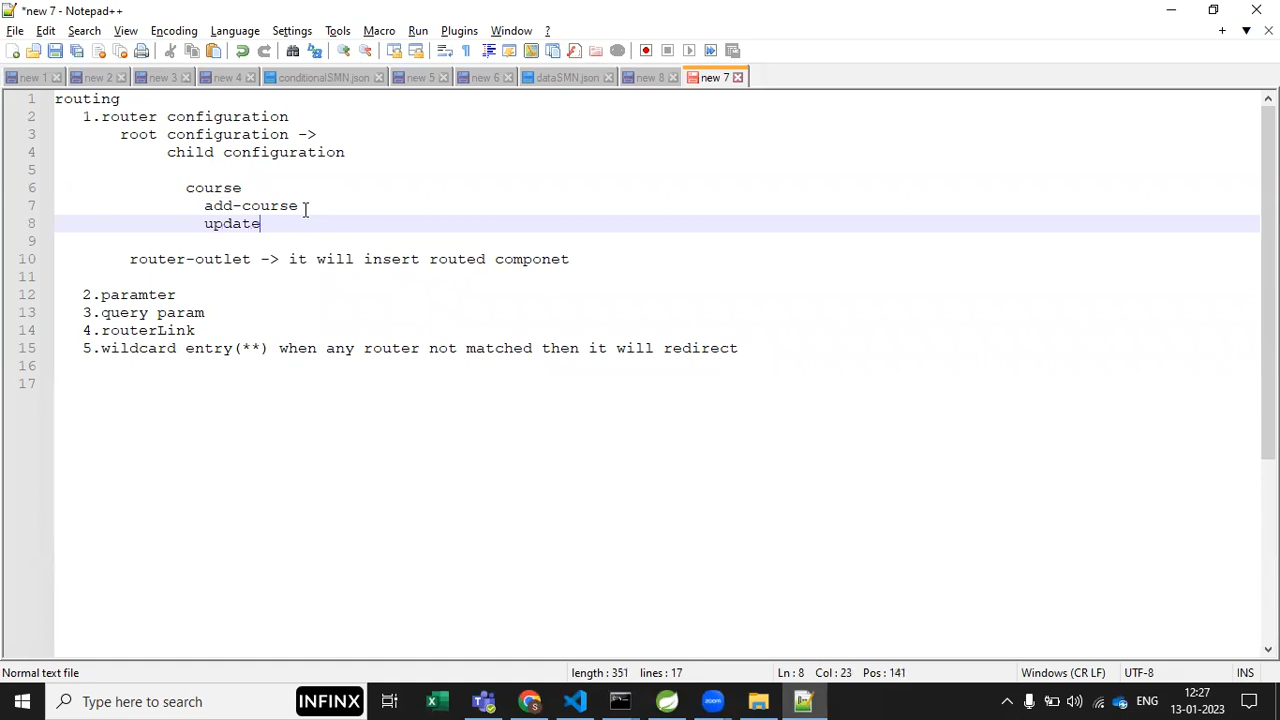 *new 7 - Notepad++
File Edit Search View Encoding Language Settings Tools Macro Run Plugins Window ?
new 1 new 2 new 3 new 4 conditionalSMN.json new 5 new 6 dataSMN.json new 8 new 7
1 routing
2 1.router configuration
3 root configuration ->
4 child configuration
5
6 course
7 add-course
8 update
9
10 router-outlet -> it will insert routed componet
11
12 2.paramter
13 3.query param
14 4.routerLink
15 5.wildcard entry(**) when any router not matched then it will redirect
16
17
Normal text file length : 351 lines : 17 Ln : 8 Col : 23 Pos : 141 Windows (CR LF) UTF-8 INS
Type here to search INFINX zoom ENG 12:27
13-01-2023